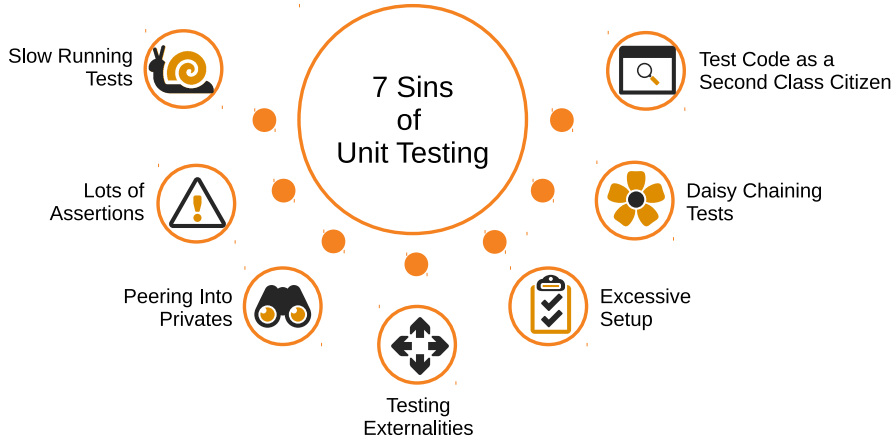 7 Sins
of
Unit Testing
Slow Running
Tests
Lots of
Assertions
Peering Into
Privates
Testing
Externalities
Excessive
Setup
Daisy Chaining
Tests
Test Code as a
Second Class Citizen